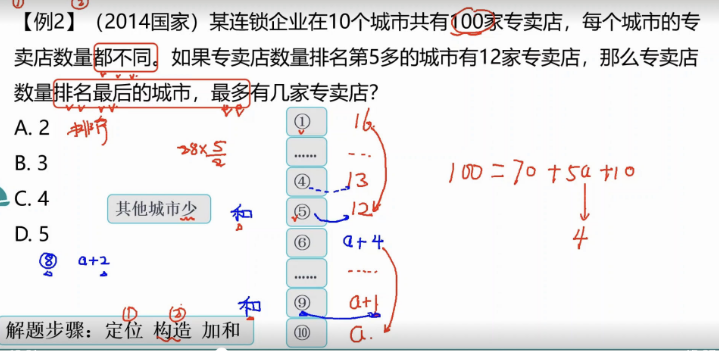 【例2】（2014国家）某连锁企业在10个城市共有100家专卖店，每个城市的专
卖店数量都不同。如果专卖店数量排名第5多的城市有12家专卖店，那么专卖店
数量排名最后的城市，最多有几家专卖店？
A. 2
排序
B. 3
C. 4
D. 5
28×5/2
其他城市少
和
⑧ a+2
① 16
…… ……
④ 13
⑤ 12
⑥ a+4
…… ……
和
⑨ a+1
⑩ a
100=70+5a+10
4
① ②
解题步骤：定位 构造 加和